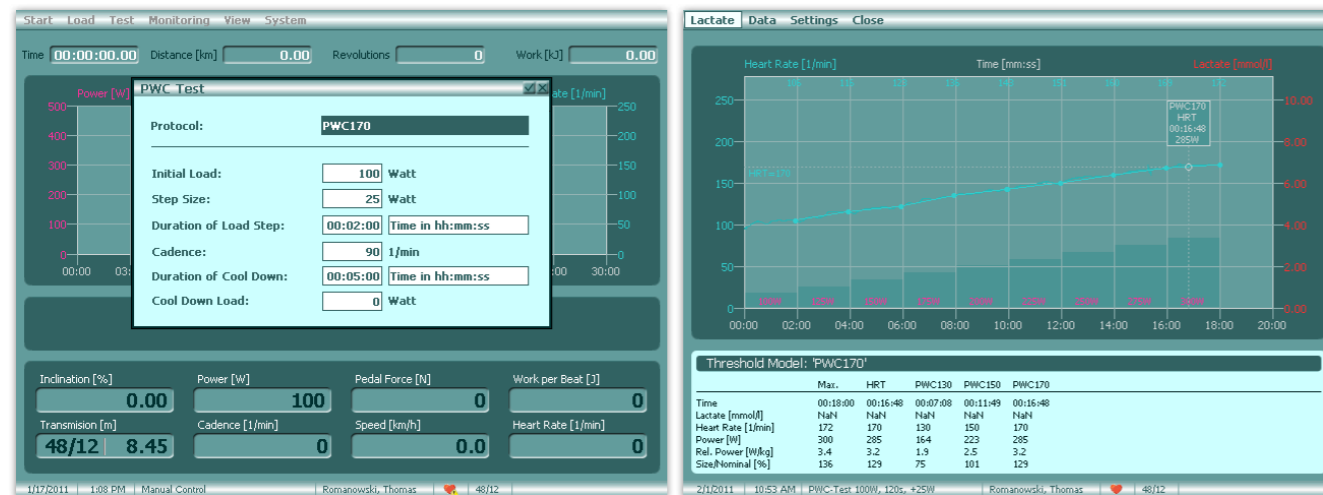 Start Load Test Monitoring View System
Time 00:00:00.00 Distance [km] 0.00 Revolutions 0 Work [kJ] 0.00
Power [W] ate [1/min]
500 250
400 200
300 150
200 100
100 50
0 0
00:00 03: :00 30:00
PWC Test
Protocol: PWC170
Initial Load: 100 Watt
Step Size: 25 Watt
Duration of Load Step: 00:02:00 Time in hh:mm:ss
Cadence: 90 1/min
Duration of Cool Down: 00:05:00 Time in hh:mm:ss
Cool Down Load: 0 Watt
Inclination [%] Power [W] Pedal Force [N] Work per Beat [J]
0.00 100 0 0
Transmision [m] Cadence [1/min] Speed [km/h] Heart Rate [1/min]
48/12 8.45 0 0.0 0
1/17/2011 1:08 PM Manual Control Romanowski, Thomas 48/12
Lactate Data Settings Close
Heart Rate [1/min] Time [mm:ss] Lactate [mmol/l]
PWC170
HRT
00:16:48
285W
250 10.00
200 8.00
HRT=170
150 6.00
100 4.00
50 2.00
0 0.00
00:00 02:00 04:00 06:00 08:00 10:00 12:00 14:00 16:00 18:00 20:00
Threshold Model: 'PWC170'
Max. HRT PWC130 PWC150 PWC170
Time 00:18:00 00:16:48 00:07:08 00:11:49 00:16:48
Lactate [mmol/l] NaN NaN NaN NaN NaN
Heart Rate [1/min] 172 170 130 150 170
Power [W] 300 285 164 223 285
Rel. Power [W/kg] 3.4 3.2 1.9 2.5 3.2
Size/Nominal [%] 136 129 75 101 129
2/1/2011 10:53 AM PWC-Test 100W, 120s, +25W Romanowski, Thomas 48/12